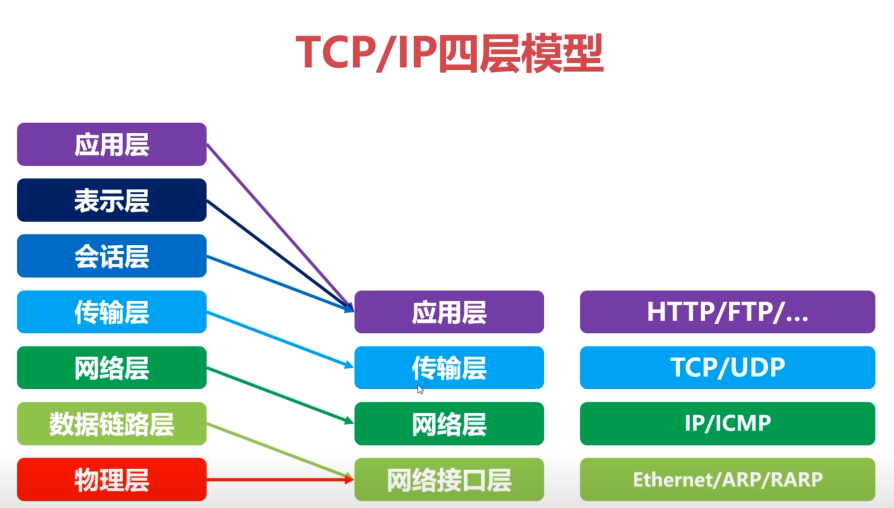 TCP/IP四层模型
应用层
表示层
会话层
传输层
网络层
数据链路层
物理层
应用层
传输层
网络层
网络接口层
HTTP/FTP/...
TCP/UDP
IP/ICMP
Ethernet/ARP/RARP